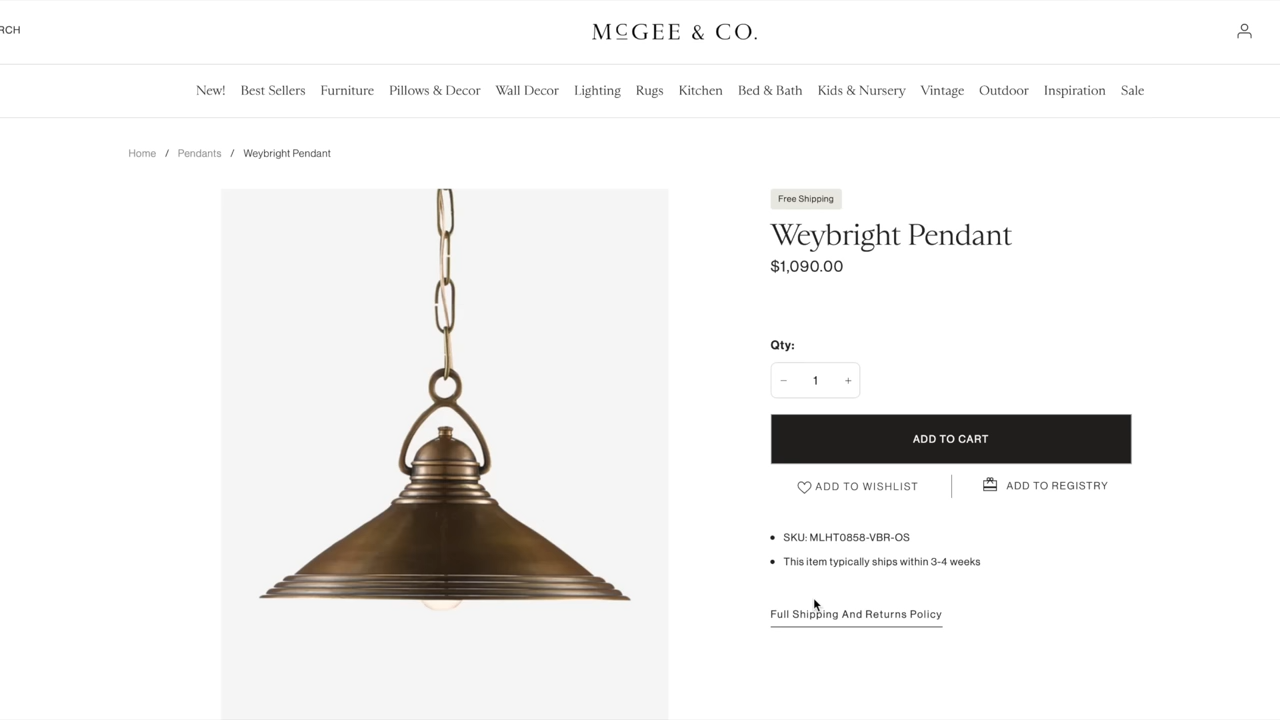 RCH
McGEE & CO.
New! Best Sellers Furniture Pillows & Decor Wall Decor Lighting Rugs Kitchen Bed & Bath Kids & Nursery Vintage Outdoor Inspiration Sale
Home / Pendants / Weybright Pendant
Free Shipping
Weybright Pendant
$1,090.00
Qty:
− 1 +
ADD TO CART
ADD TO WISHLIST ADD TO REGISTRY
• SKU: MLHT0858-VBR-OS
• This item typically ships within 3-4 weeks
Full Shipping And Returns Policy